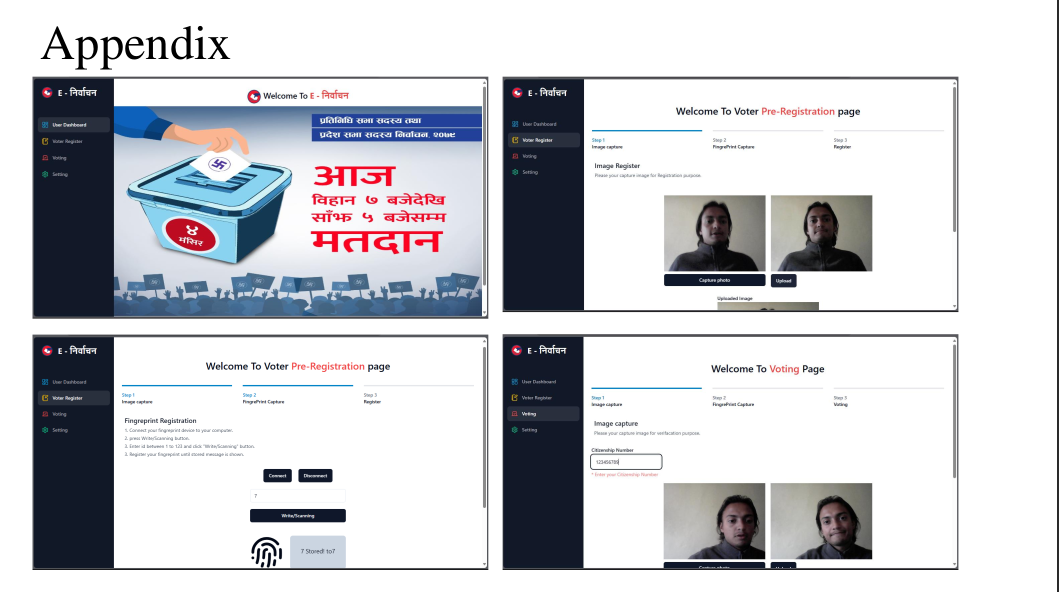 Appendix
E - निर्वाचन
User Dashboard
Voter Register
Voting
Setting
Welcome To E - निर्वाचन
प्रतिनिधि सभा सदस्य तथा
प्रदेश सभा सदस्य निर्वाचन, २०७९
आज
विहान ७ बजेदेखि
साँझ ५ बजेसम्म
मतदान
४
मंसिर
E - निर्वाचन
User Dashboard
Voter Register
Voting
Setting
Welcome To Voter Pre-Registration page
Step 1
Image capture
Step 2
FingrePrint Capture
Step 3
Register
Image Register
Please your capture image for Registration purpose.
Capture photo
Upload
Uploaded Image
E - निर्वाचन
User Dashboard
Voter Register
Voting
Setting
Welcome To Voter Pre-Registration page
Step 1
Image capture
Step 2
FingrePrint Capture
Step 3
Register
Fingreprint Registration
1. Connect your fingreprint device to your computer.
2. press Write/Scanning button.
3. Enter id between 1 to 123 and click "Write/Scanning" button.
3. Register your fingreprint until stored message is shown.
Connect
Disconnect
7
Write/Scanning
7 Stored! to7
E - निर्वाचन
User Dashboard
Voter Register
Voting
Setting
Welcome To Voting Page
Step 1
Image capture
Step 2
FingrePrint Capture
Step 3
Voting
Image capture
Please your capture image for verifacation purpose.
Citizenship Number
123456789
* Enter your Citizenship Number
Capture photo
Upload